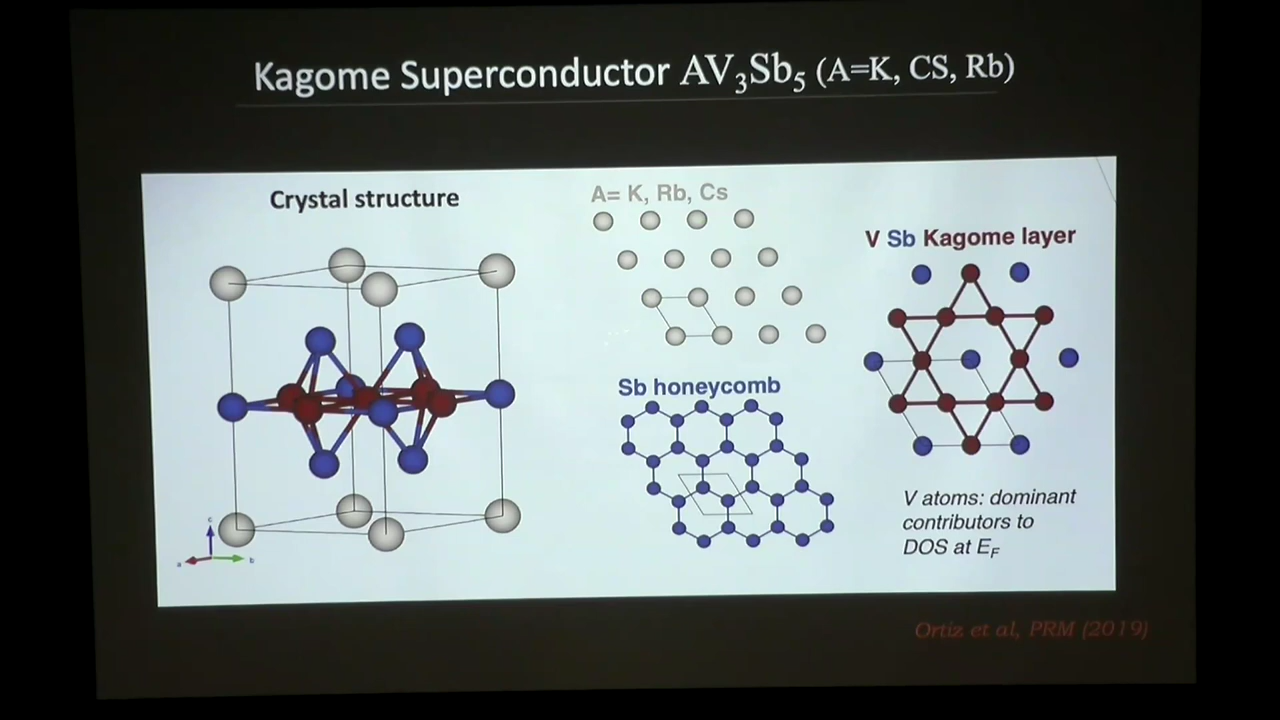 Kagome Superconductor AV₃Sb₅ (A=K, CS, Rb)
Crystal structure
A= K, Rb, Cs
V Sb Kagome layer
Sb honeycomb
V atoms: dominant
contributors to
DOS at E_F
c
a
b
Ortiz et al, PRM (2019)